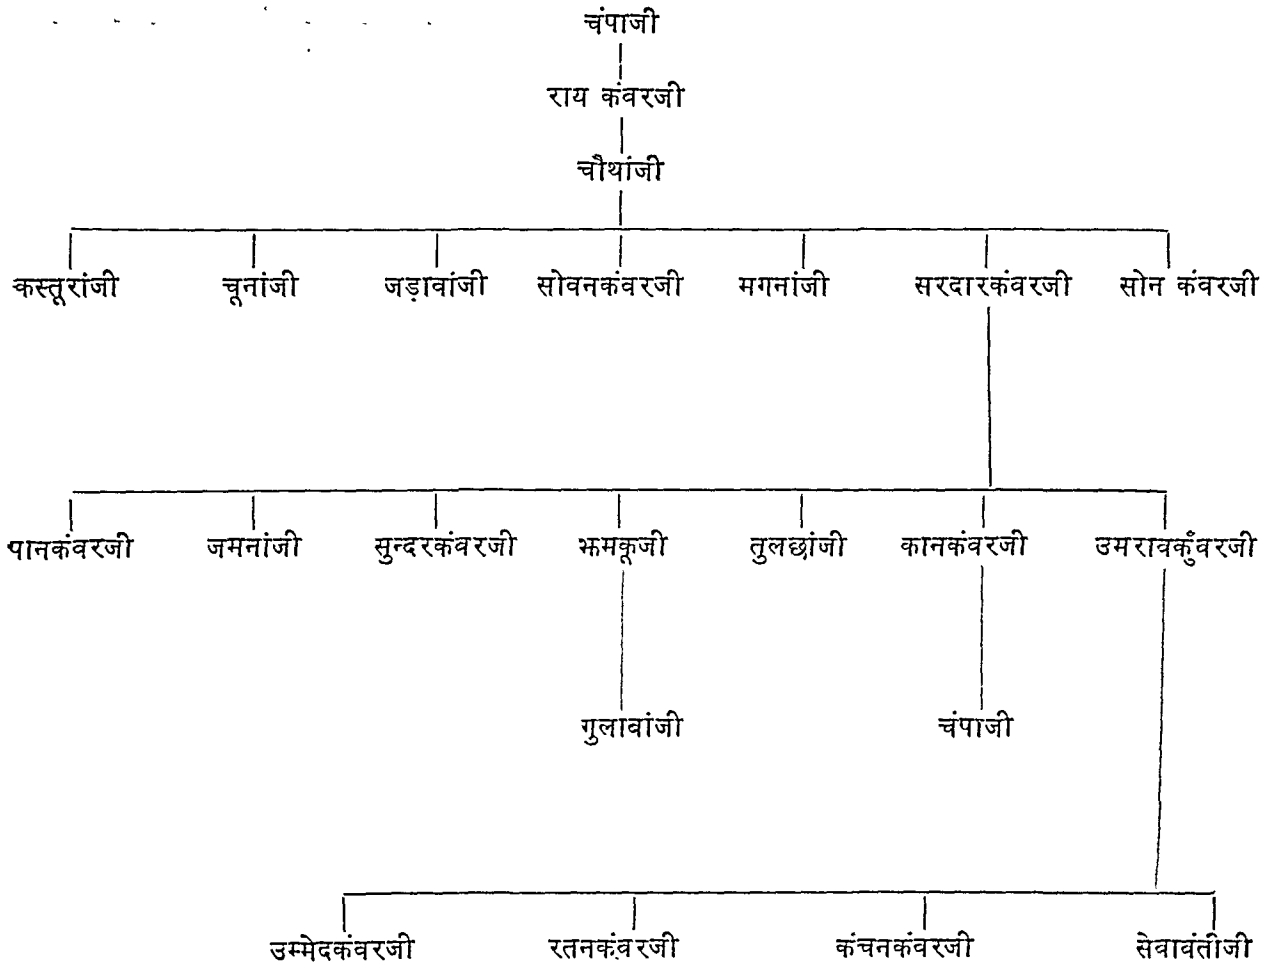 चंपाजी
राय कंवरजी
चौथांजी
कस्तूरांजी चूनांजी जड़ावांजी सोवनकंवरजी मगनांजी सरदारकंवरजी सोन कंवरजी
पानकंवरजी जमनांजी सुन्दरकंवरजी झमकूजी तुलछांजी कानकंवरजी उमरावकुँवरजी
गुलाबांजी चंपाजी
उम्मेदकंवरजी रतनकंवरजी कंचनकंवरजी सेवावंतीजी